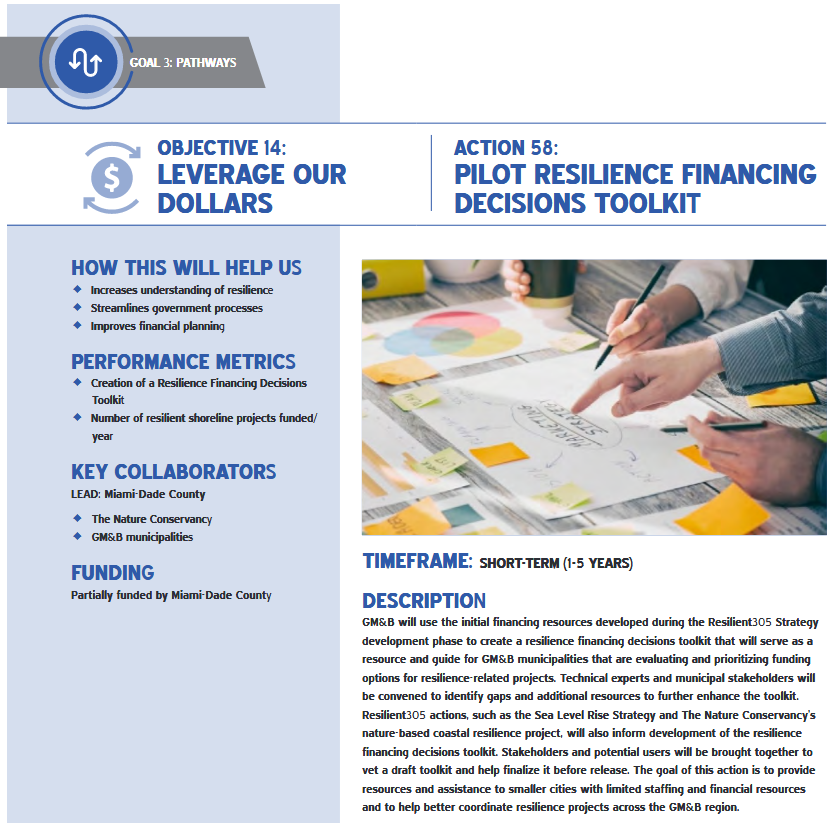 GOAL 3: PATHWAYS
OBJECTIVE 14:
LEVERAGE OUR
DOLLARS
ACTION 58:
PILOT RESILIENCE FINANCING
DECISIONS TOOLKIT
HOW THIS WILL HELP US
❖ Increases understanding of resilience
❖ Streamlines government processes
❖ Improves financial planning
PERFORMANCE METRICS
❖ Creation of a Resilience Financing Decisions
Toolkit
❖ Number of resilient shoreline projects funded/
year
KEY COLLABORATORS
LEAD: Miami-Dade County
❖ The Nature Conservancy
❖ GM&B municipalities
FUNDING
Partially funded by Miami-Dade County
MARKETING
STRATEGY
TIMEFRAME: SHORT-TERM (1-5 YEARS)
DESCRIPTION
GM&B will use the initial financing resources developed during the Resilient305 Strategy
development phase to create a resilience financing decisions toolkit that will serve as a
resource and guide for GM&B municipalities that are evaluating and prioritizing funding
options for resilience-related projects. Technical experts and municipal stakeholders will
be convened to identify gaps and additional resources to further enhance the toolkit.
Resilient305 actions, such as the Sea Level Rise Strategy and The Nature Conservancy's
nature-based coastal resilience project, will also inform development of the resilience
financing decisions toolkit. Stakeholders and potential users will be brought together to
vet a draft toolkit and help finalize it before release. The goal of this action is to provide
resources and assistance to smaller cities with limited staffing and financial resources
and to help better coordinate resilience projects across the GM&B region.